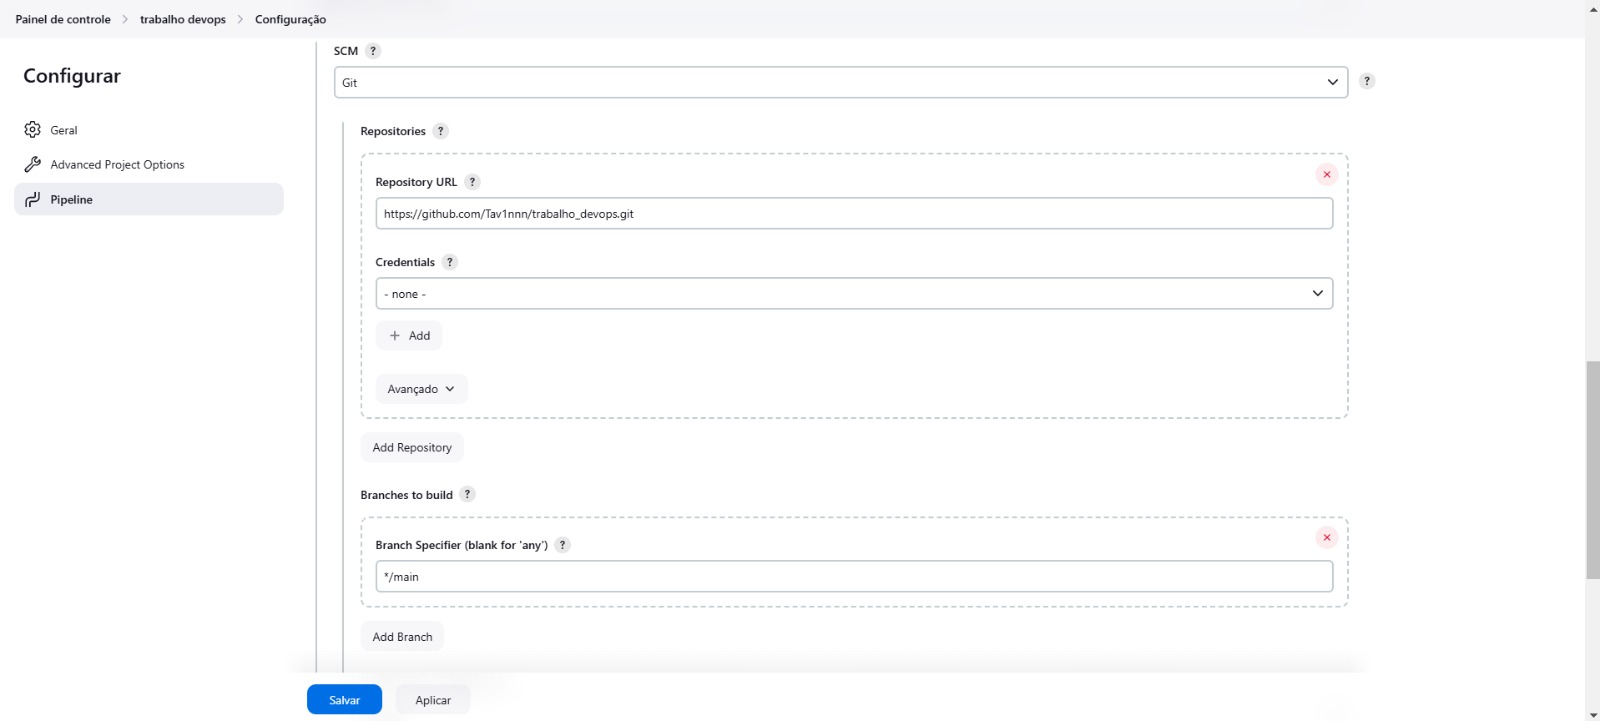 Painel de controle > trabalho devops > Configuração
Configurar
Geral
Advanced Project Options
Pipeline
SCM ?
Git
?
Repositories ?
Repository URL ?
https://github.com/Tav1nnn/trabalho_devops.git
Credentials ?
- none -
+ Add
Avançado
Add Repository
Branches to build ?
Branch Specifier (blank for 'any') ?
*/main
Add Branch
Salvar
Aplicar